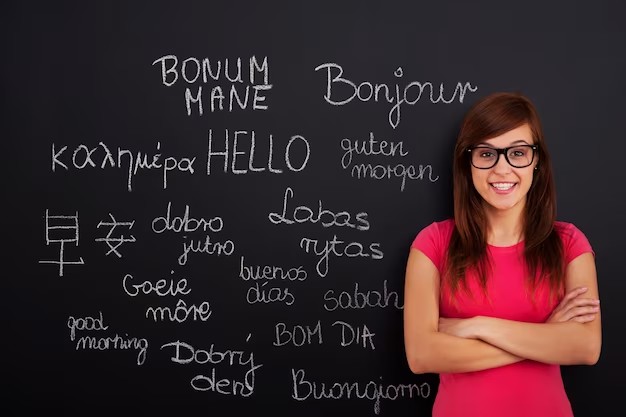 BONUM
MANE
Bonjour
καλημέρα
HELLO
guten
morgen
早安
dobro
jutro
Labas
rytas
Goeie
môre
buenos
días
sabah
good
morning
Dobrý
den
BOM DIA
Buongiorno